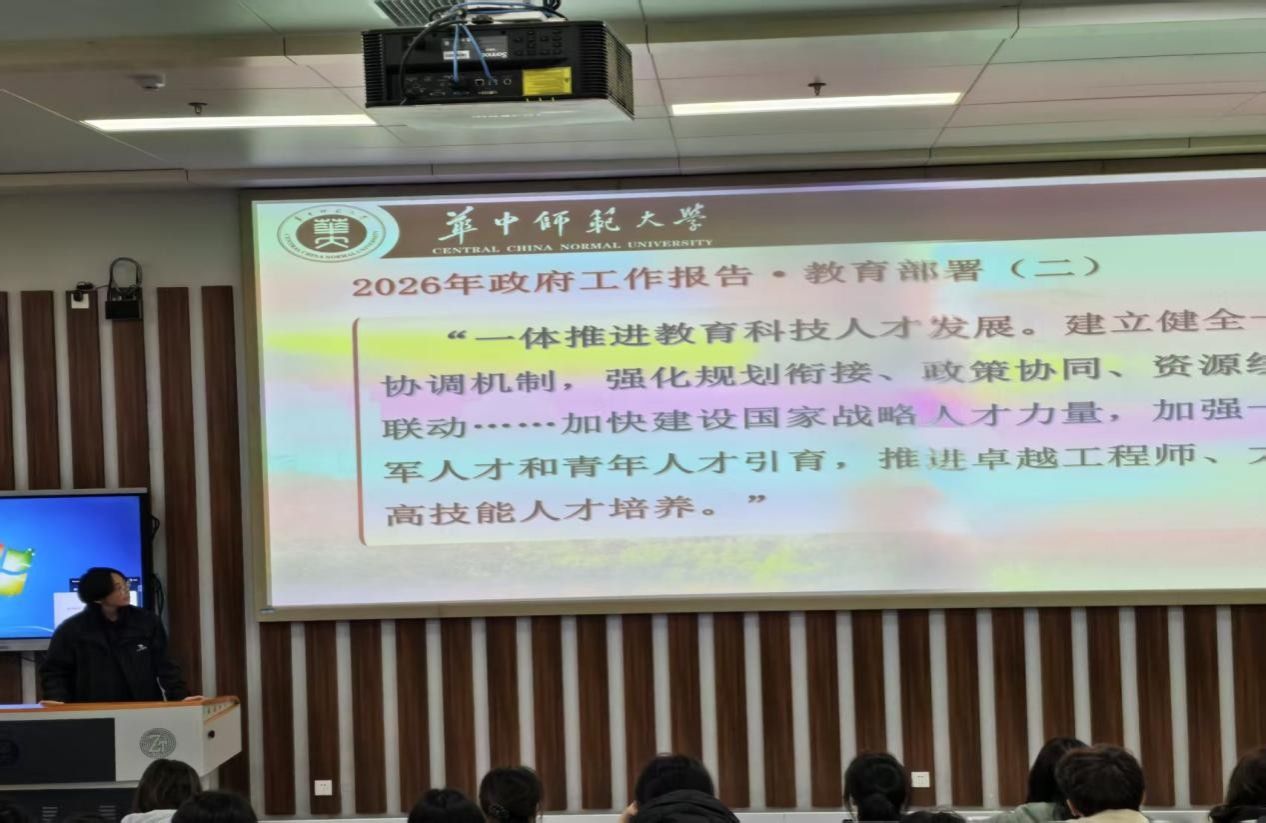 華中師範大學
CENTRAL CHINA NORMAL UNIVERSITY
2026年政府工作报告·教育部署（二）
“一体推进教育科技人才发展。建立健全一
协调机制，强化规划衔接、政策协同、资源统
联动……加快建设国家战略人才力量，加强一
军人才和青年人才引育，推进卓越工程师、大
高技能人才培养。”